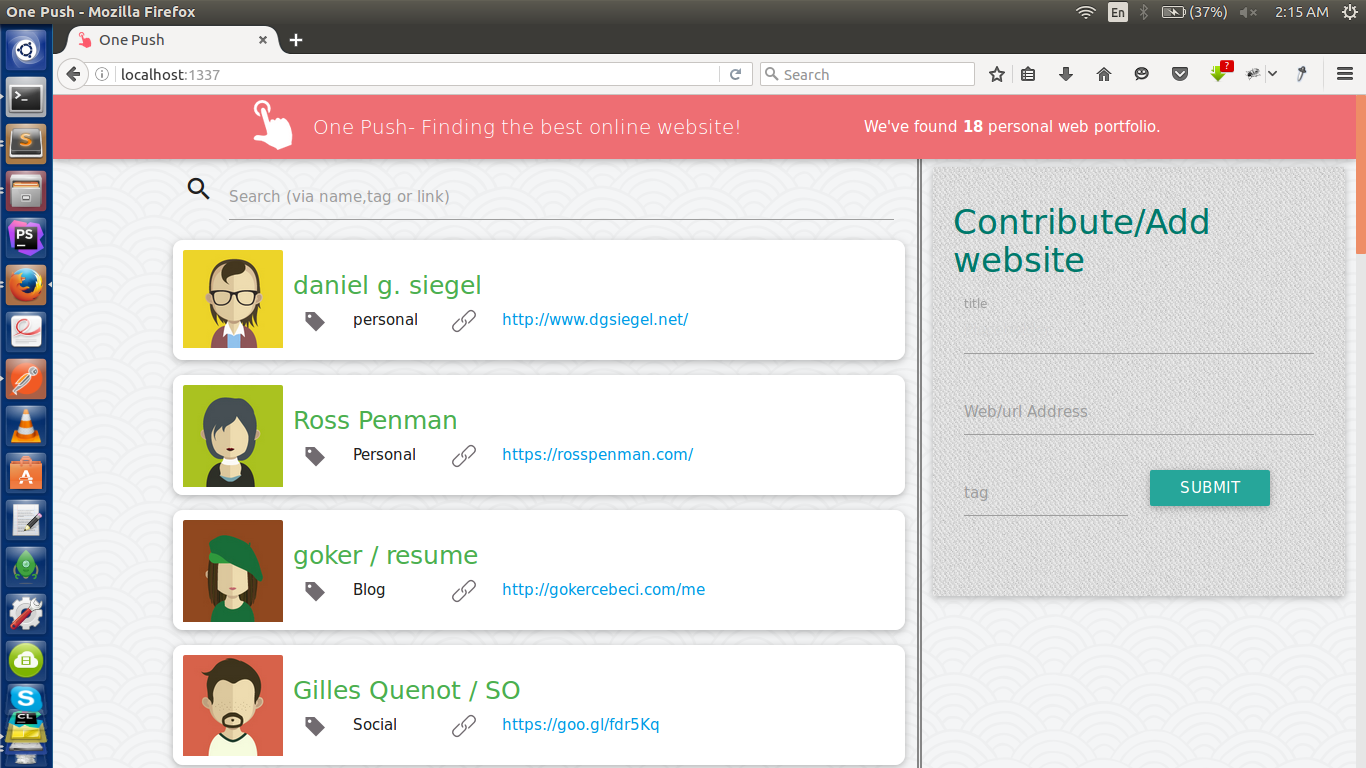 One Push - Mozilla Firefox
En
(37%)
2:15 AM
One Push
localhost:1337
Search
?
One Push- Finding the best online website!
We've found 18 personal web portfolio.
Search (via name,tag or link)
daniel g. siegel
personal
http://www.dgsiegel.net/
Ross Penman
Personal
https://rosspenman.com/
goker / resume
Blog
http://gokercebeci.com/me
Gilles Quenot / SO
Social
https://goo.gl/fdr5Kq
Contribute/Add
website
title
Web/url Address
tag
SUBMIT
S
PS
A
S
CL